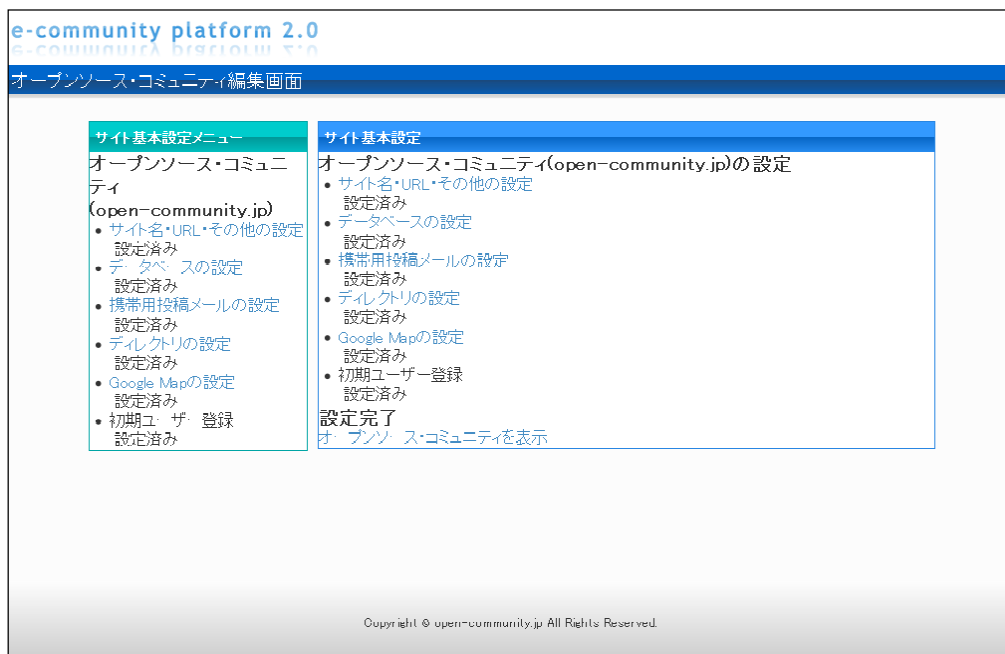 e-community platform 2.0
オープンソース・コミュニティ編集画面
サイト基本設定メニュー
オープンソース・コミュニ
ティ
(open-community.jp)
サイト名・URL・その他の設定
設定済み
データベースの設定
設定済み
携帯用投稿メールの設定
設定済み
ディレクトリの設定
設定済み
Google Mapの設定
設定済み
初期ユーザー登録
設定済み
サイト基本設定
オープンソース・コミュニティ(open-community.jp)の設定
サイト名・URL・その他の設定
設定済み
データベースの設定
設定済み
携帯用投稿メールの設定
設定済み
ディレクトリの設定
設定済み
Google Mapの設定
設定済み
初期ユーザー登録
設定済み
設定完了
オープンソース・コミュニティを表示
Copyright © open-community.jp All Rights Reserved.